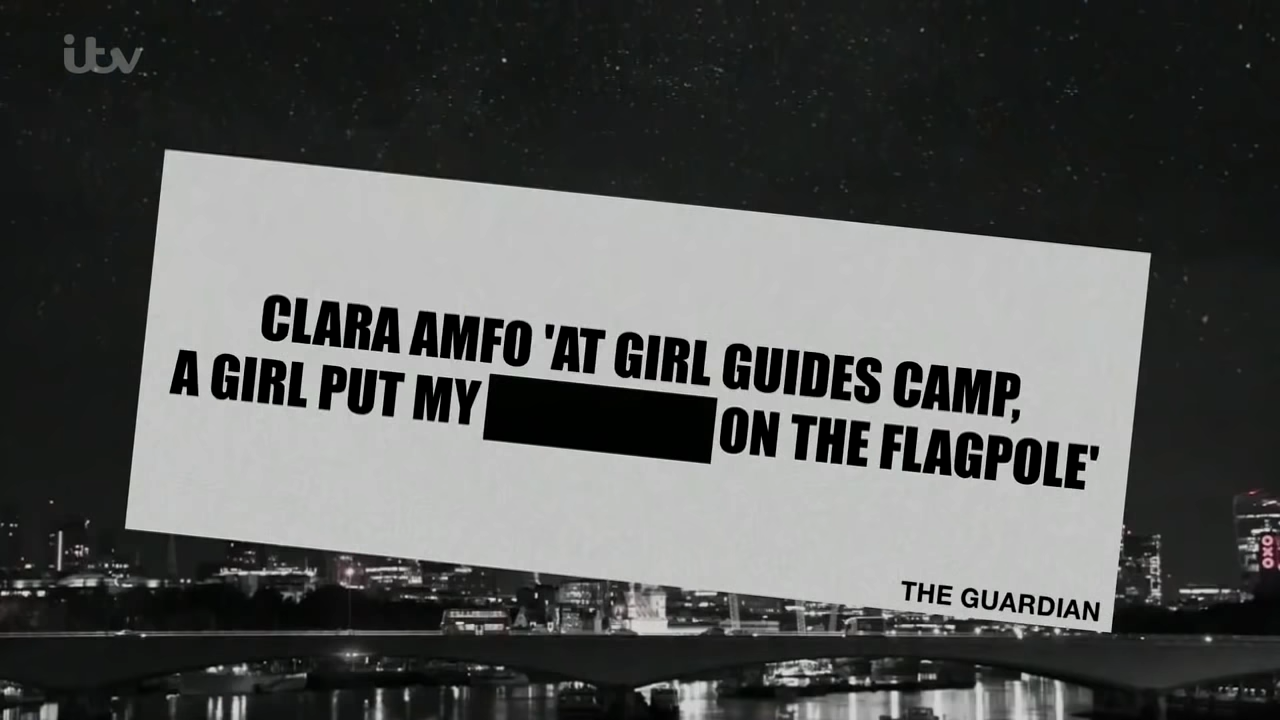 itv
CLARA AMFO 'AT GIRL GUIDES CAMP,
A GIRL PUT MY ON THE FLAGPOLE'
THE GUARDIAN
OXO